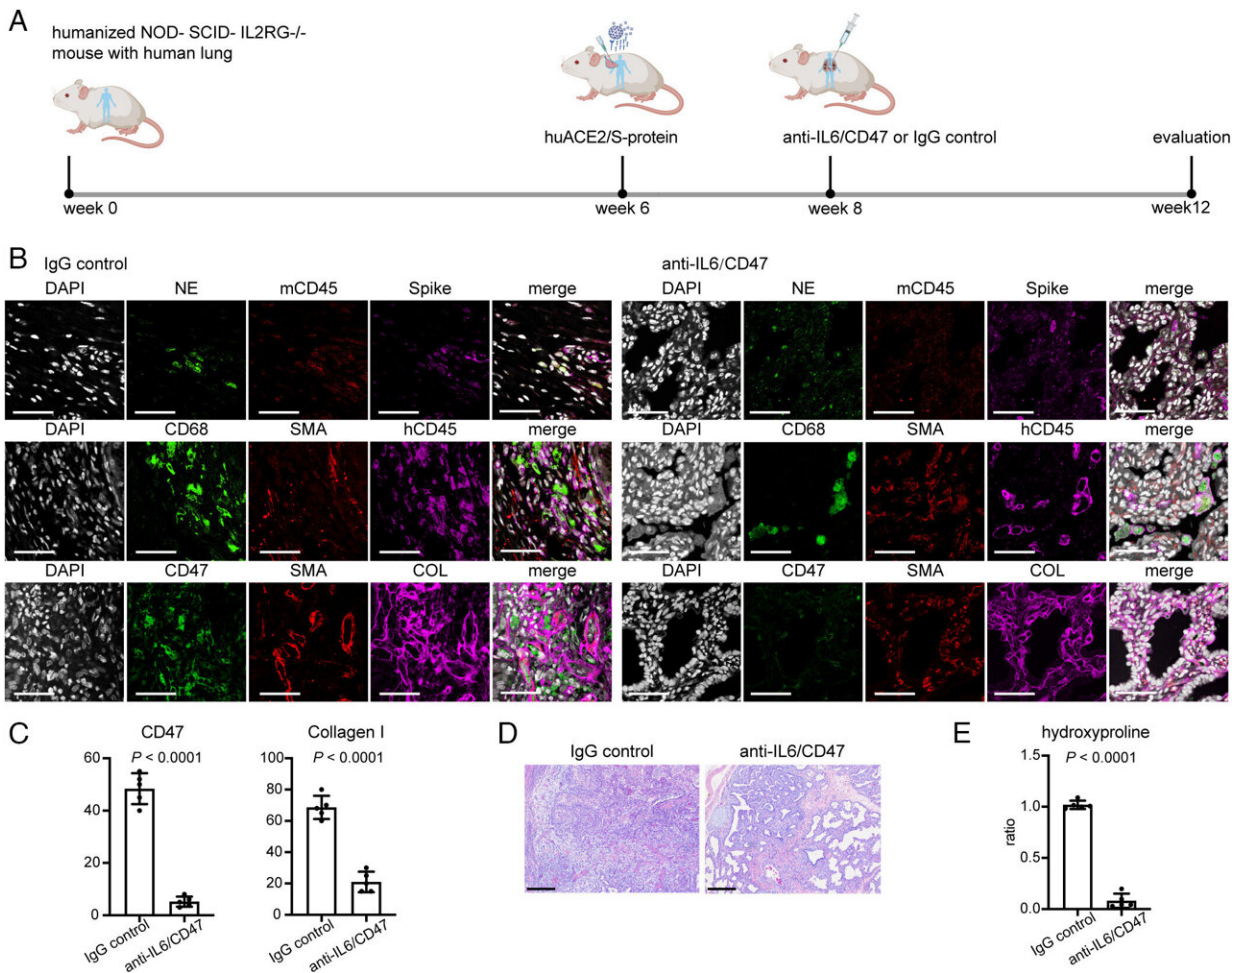 A
humanized NOD- SCID- IL2RG-/-
mouse with human lung
huACE2/S-protein
anti-IL6/CD47 or IgG control
evaluation
week 0
week 6
week 8
week12
B
IgG control
anti-IL6/CD47
DAPI NE mCD45 Spike merge DAPI NE mCD45 Spike merge
DAPI CD68 SMA hCD45 merge DAPI CD68 SMA hCD45 merge
DAPI CD47 SMA COL merge DAPI CD47 SMA COL merge
C
CD47
P < 0.0001
60
40
20
0
IgG control
anti-IL6/CD47
Collagen I
P < 0.0001
100
80
60
40
20
0
IgG control
anti-IL6/CD47
D
IgG control
anti-IL6/CD47
E
hydroxyproline
P < 0.0001
ratio
1.5
1.0
0.5
0.0
IgG control
anti-IL6/CD47